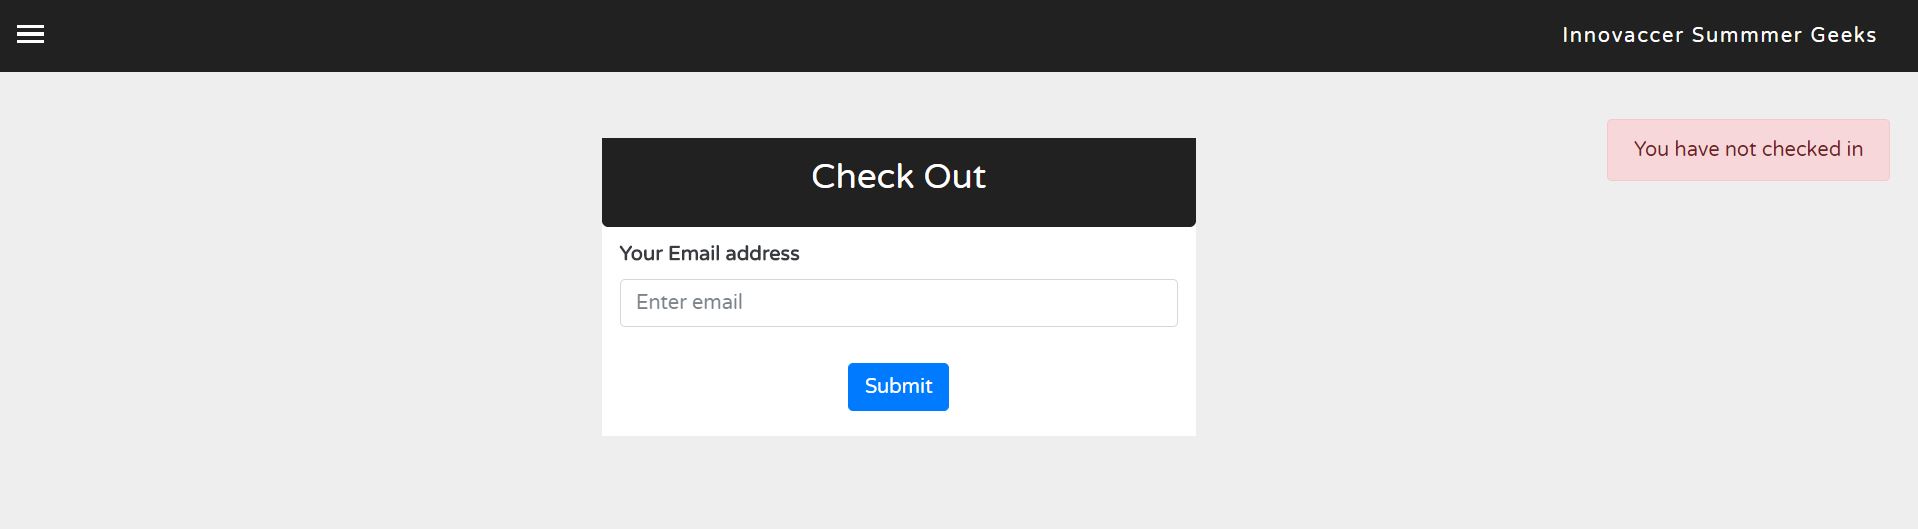 Innovaccer Summmer Geeks
You have not checked in
Check Out
Your Email address
Enter email
Submit